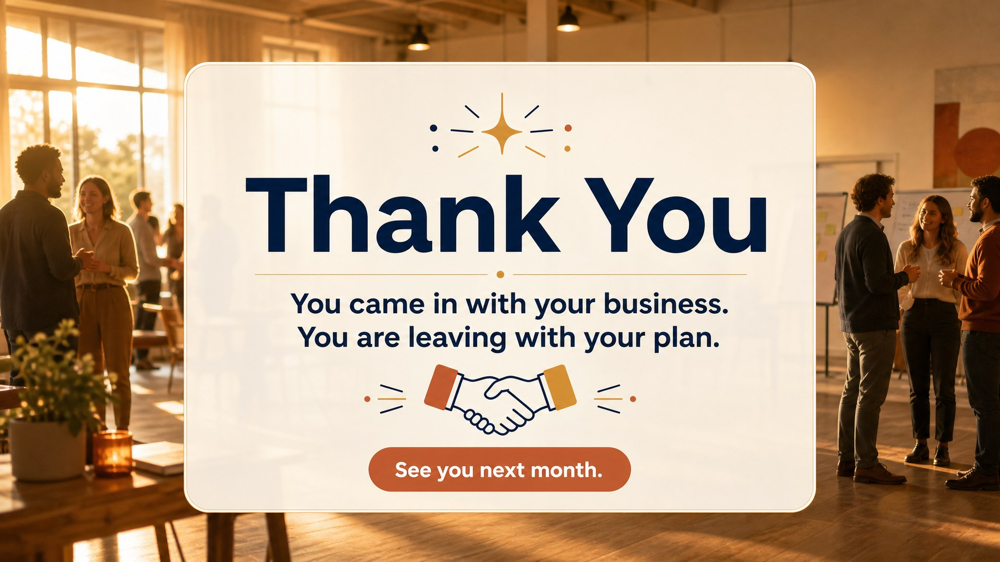 Thank You
You came in with your business.
You are leaving with your plan.
See you next month.